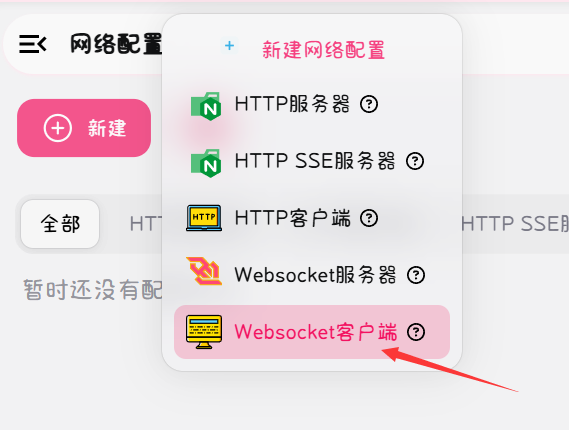 网络配置
新建网络配置
新建
HTTP服务器
HTTP SSE服务器
HTTP
HTTP客户端
全部
HTT
HTTP SSE服
Websocket服务器
暂时还没有配
Websocket客户端